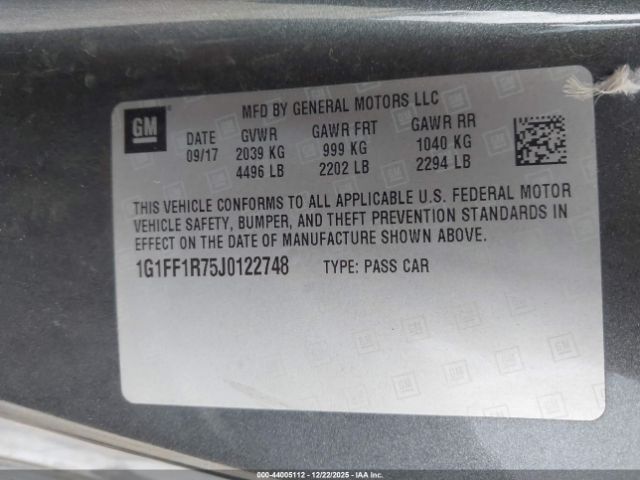 GM
MFD BY GENERAL MOTORS LLC
DATE GVWR GAWR FRT GAWR RR
09/17 2039 KG 999 KG 1040 KG
4496 LB 2202 LB 2294 LB
THIS VEHICLE CONFORMS TO ALL APPLICABLE U.S. FEDERAL MOTOR
VEHICLE SAFETY, BUMPER, AND THEFT PREVENTION STANDARDS IN
EFFECT ON THE DATE OF MANUFACTURE SHOWN ABOVE.
1G1FF1R75J0122748 TYPE: PASS CAR
000-44005112 - 12/22/2025 - IAAI.com